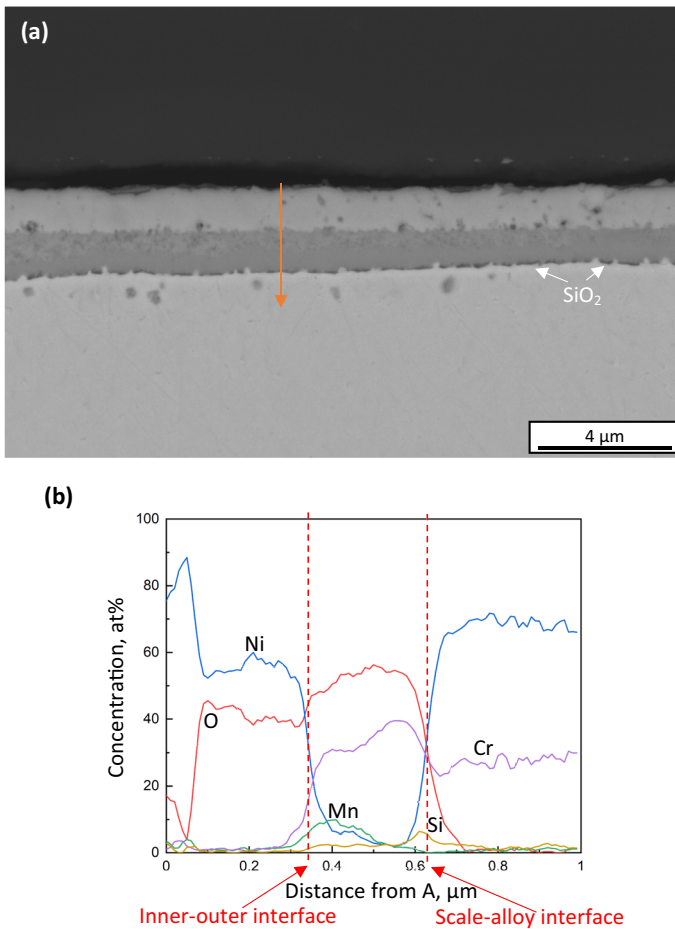 (a)
SiO₂
4 μm
(b)
100
80
60
40
20
0
Concentration, at%
Ni
O
Mn
Cr
Si
0
0.2
0.4
0.6
0.8
1
Distance from A, μm
Inner-outer interface
Scale-alloy interface